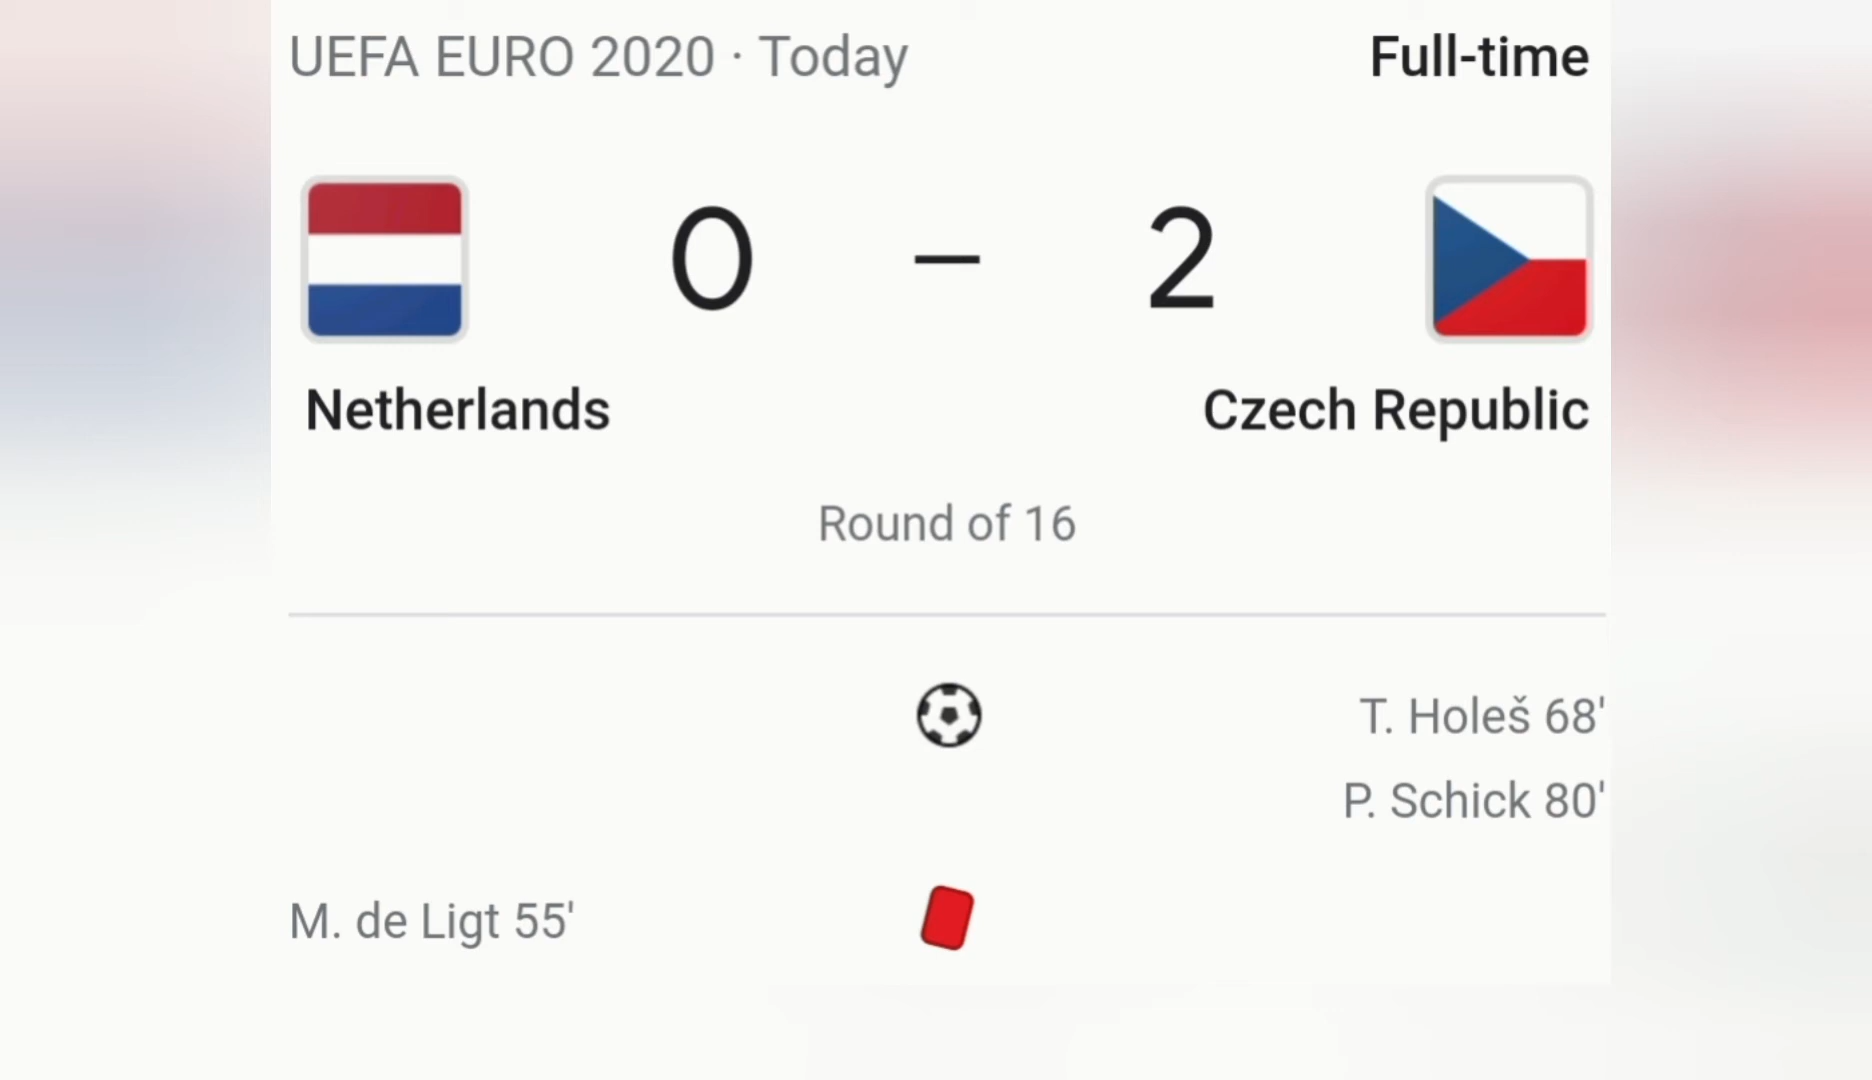 UEFA EURO 2020 · Today Full-time
0 – 2
Netherlands Czech Republic
Round of 16
T. Holeš 68'
P. Schick 80'
M. de Ligt 55'